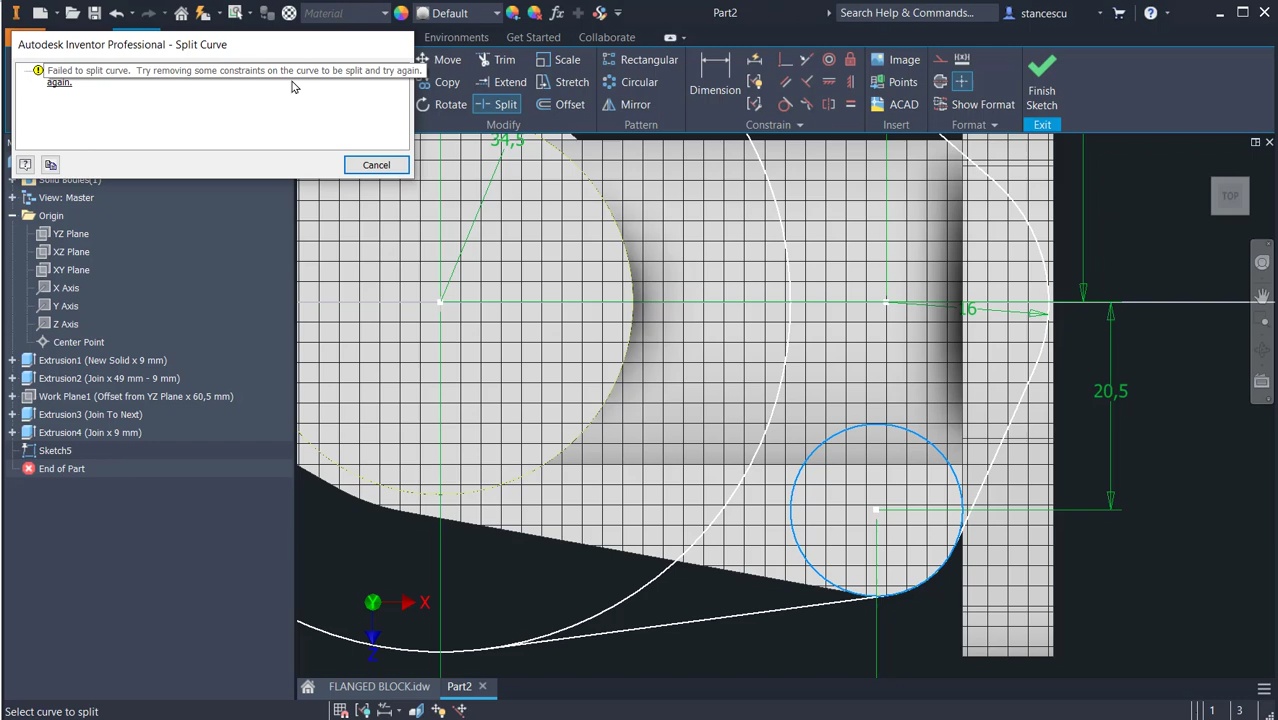 Material
Default
Part2
Search Help & Commands...
stancescu
Autodesk Inventor Professional - Split Curve
Failed to split curve. Try removing some constraints on the curve to be split and try again.
again.
Cancel
Environments
Get Started
Collaborate
Move
Trim
Scale
Copy
Extend
Stretch
Rotate
Split
Offset
Modify
Rectangular
Circular
Mirror
Pattern
Dimension
Constrain
Image
Points
ACAD
Insert
Show Format
Format
Finish
Sketch
Exit
Solid Bodies(1)
View: Master
Origin
YZ Plane
XZ Plane
XY Plane
X Axis
Y Axis
Z Axis
Center Point
Extrusion1 (New Solid x 9 mm)
Extrusion2 (Join x 49 mm - 9 mm)
Work Plane1 (Offset from YZ Plane x 60,5 mm)
Extrusion3 (Join To Next)
Extrusion4 (Join x 9 mm)
Sketch5
End of Part
34,5
16
20,5
TOP
Y
X
Z
FLANGED BLOCK.idw
Part2
Select curve to split
1
3